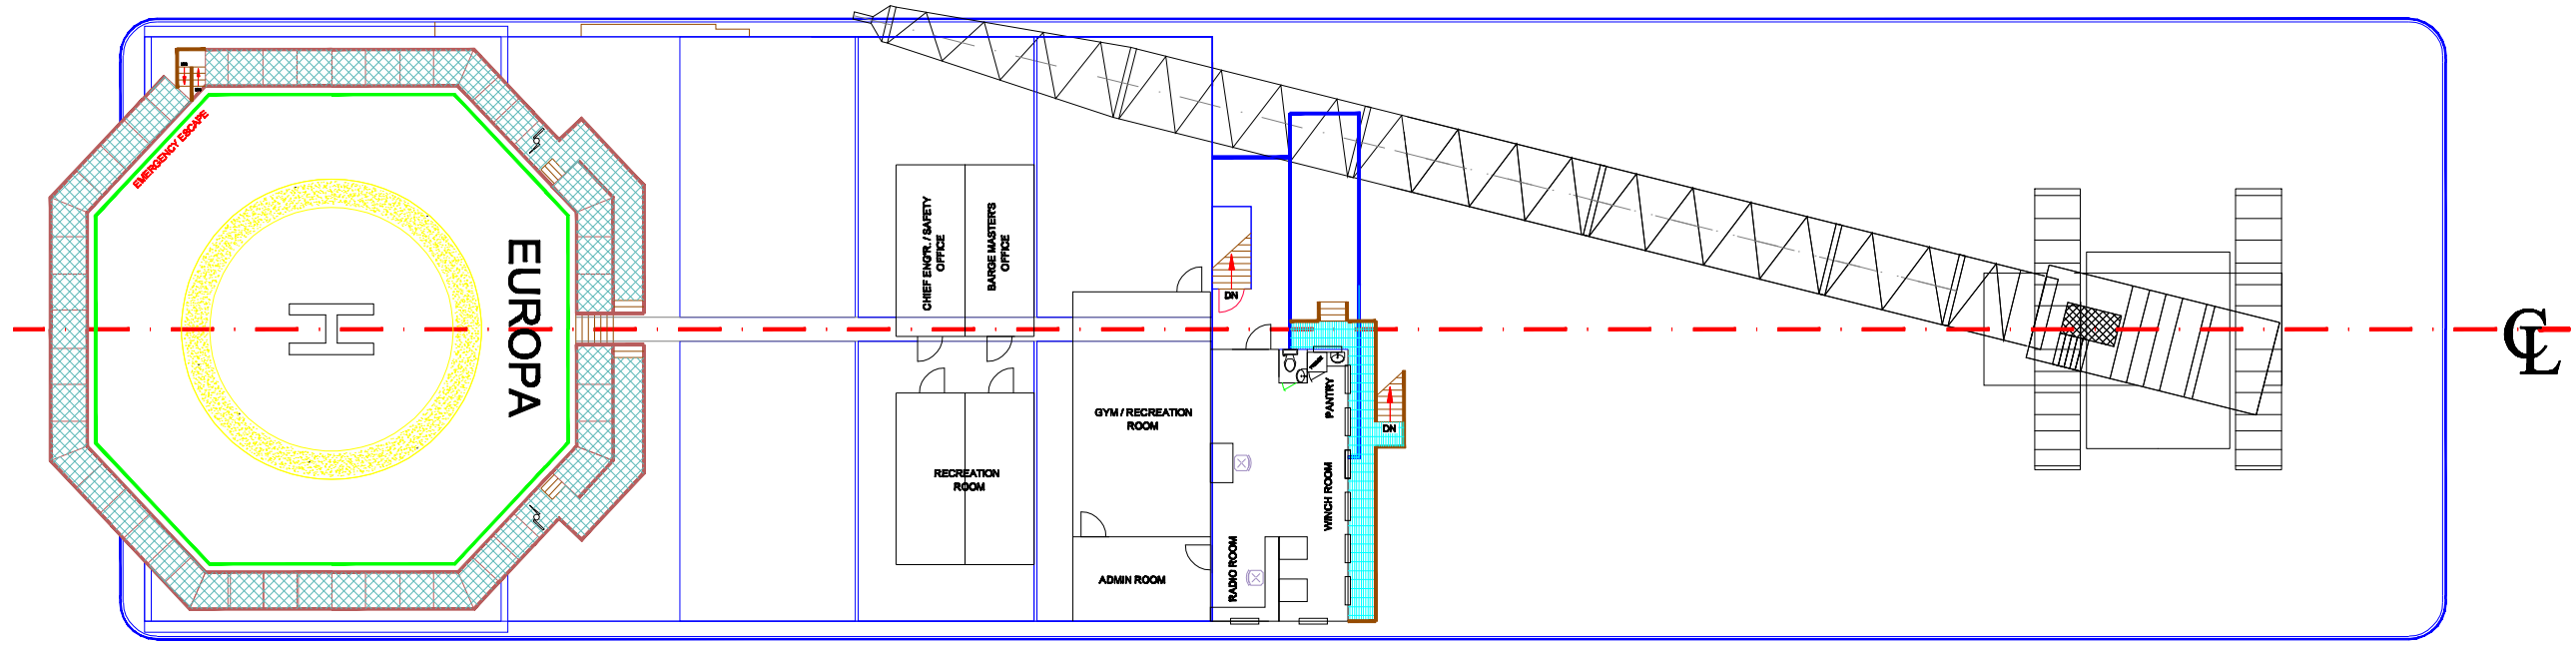 EMERGENCY ESCAPE
H
EUROPA
CHIEF ENG'R. / SAFETY
OFFICE
BARGE MASTER'S
OFFICE
RECREATION
ROOM
GYM / RECREATION
ROOM
ADMIN ROOM
DN
RADIO ROOM
PANTRY
WINCH ROOM
DN
CL